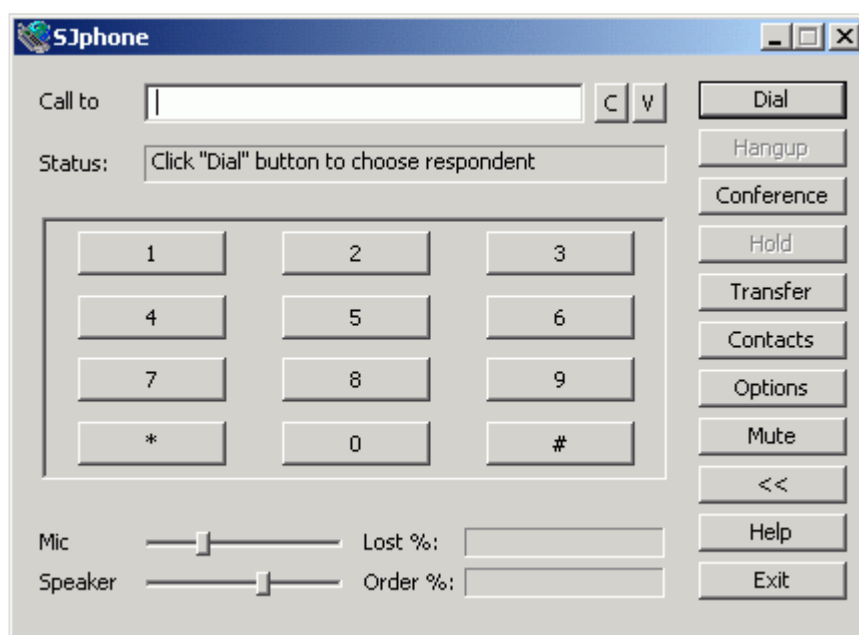 SJphone
Call to
C V
Dial
Status: Click "Dial" button to choose respondent
Hangup
Conference
1 2 3
Hold
4 5 6
Transfer
Contacts
7 8 9
Options
* 0 #
Mute
<<
Mic Lost %:
Help
Speaker Order %:
Exit